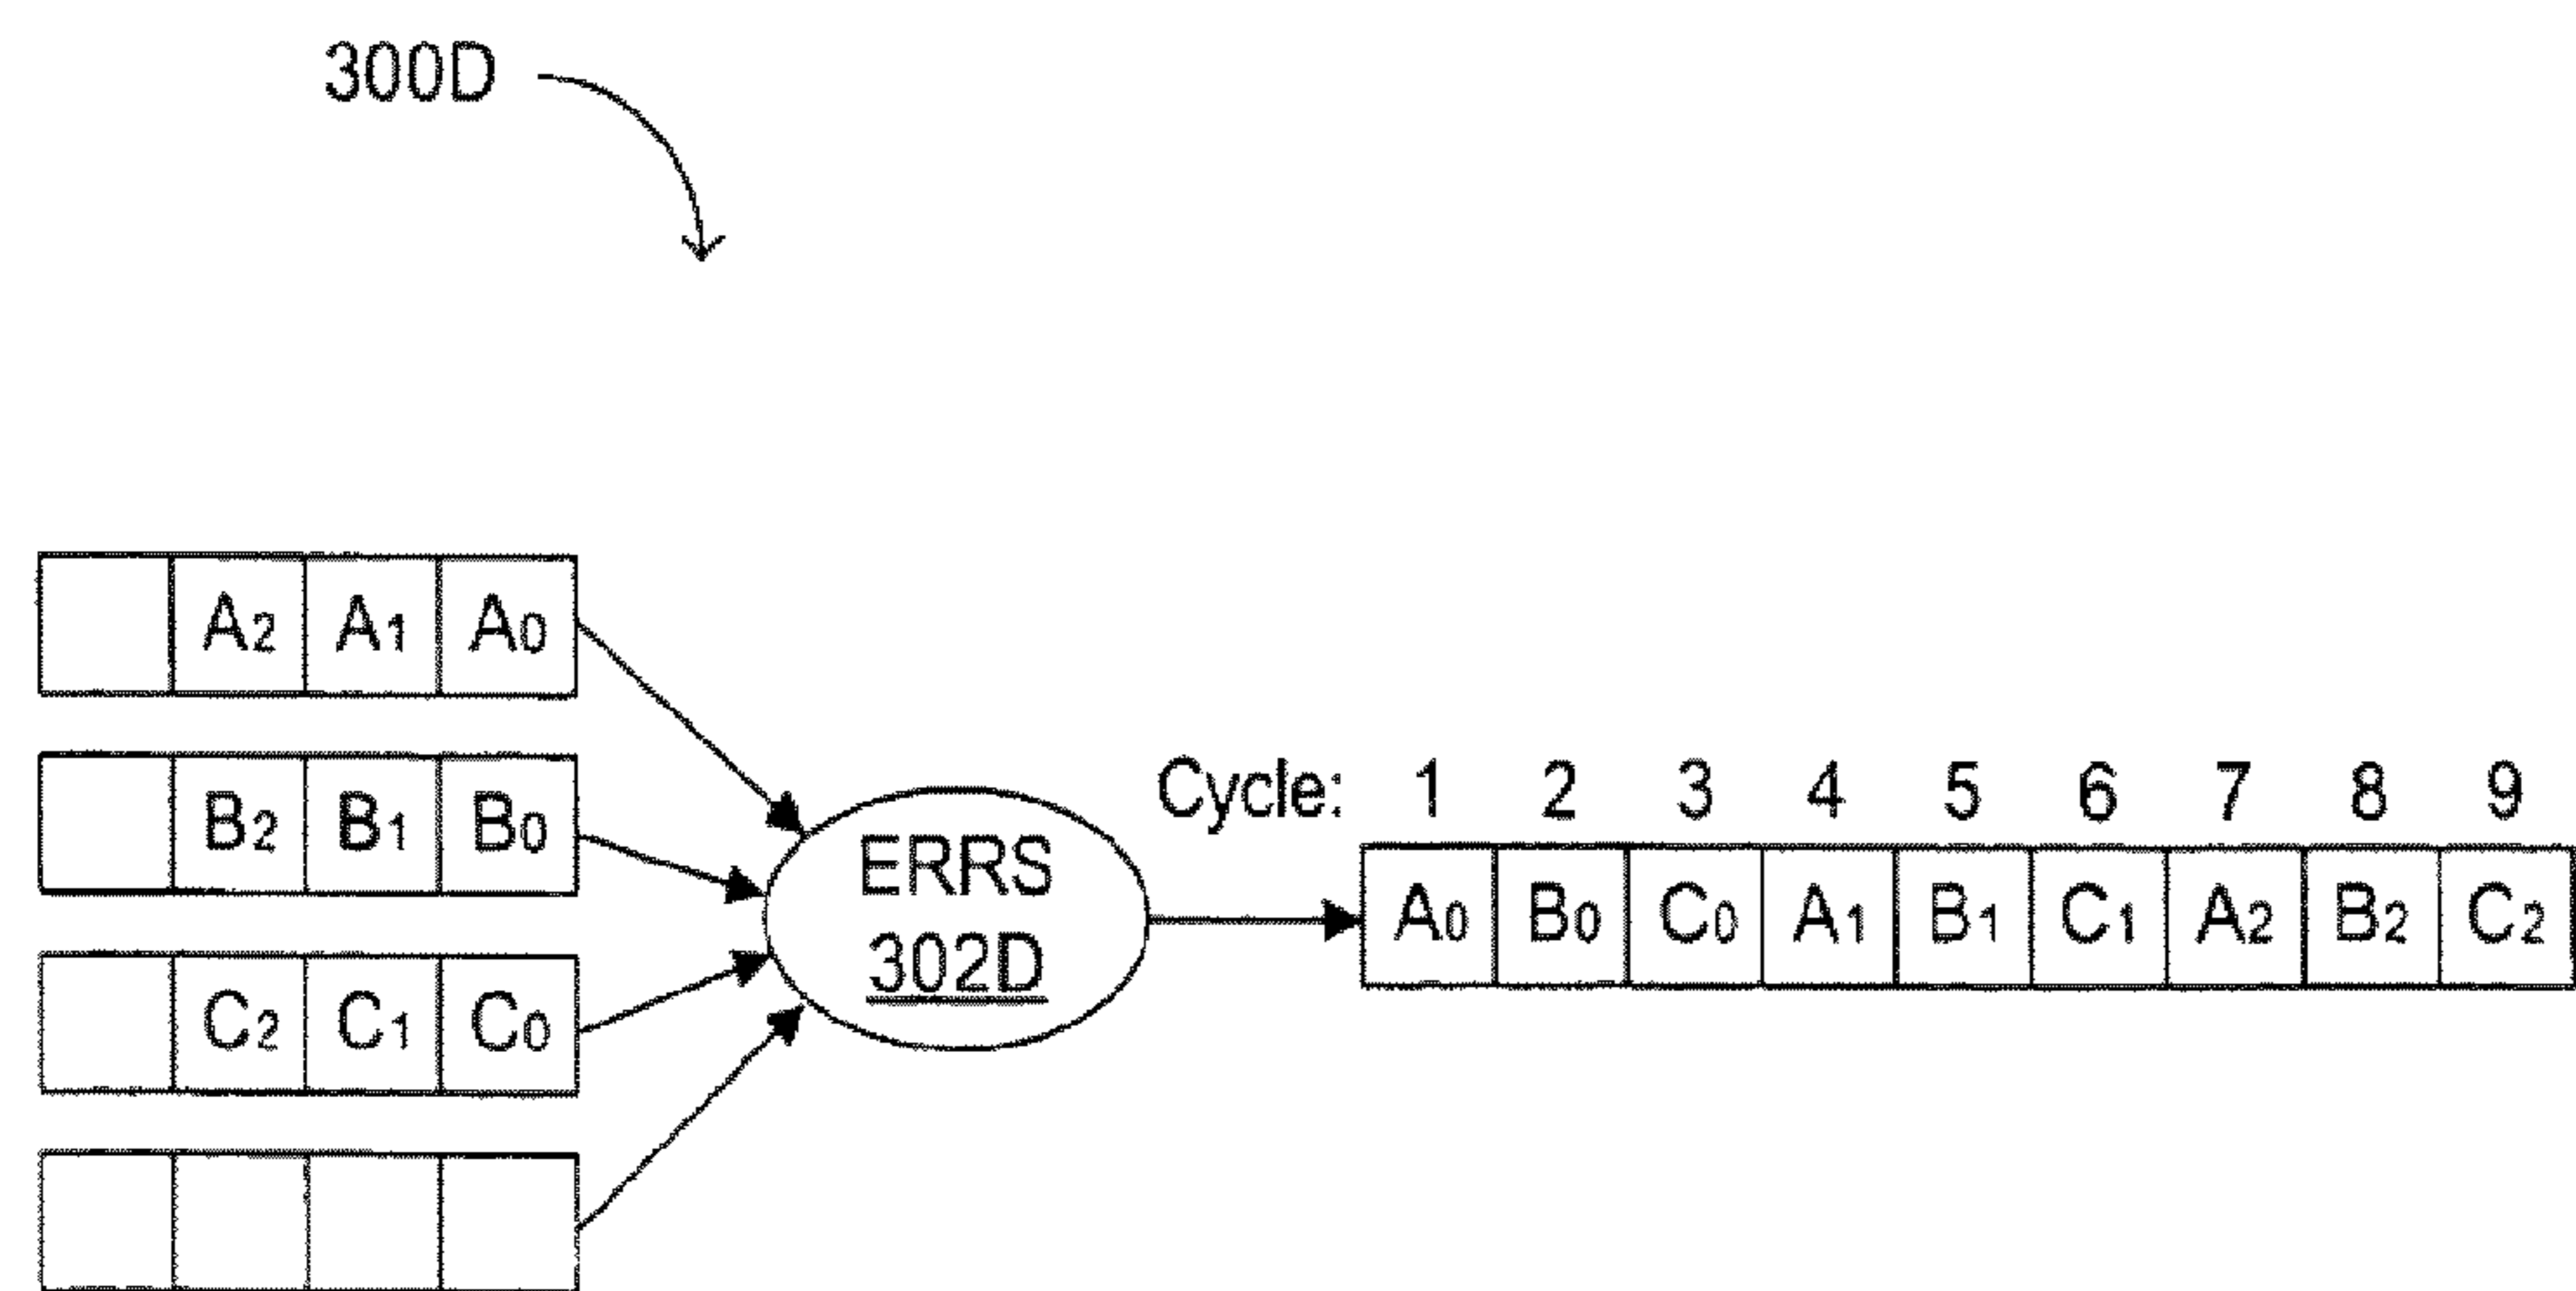 300D
A2 A1 A0
B2 B1 B0
C2 C1 C0
ERRS
302D
Cycle: 1 2 3 4 5 6 7 8 9
A0 B0 C0 A1 B1 C1 A2 B2 C2